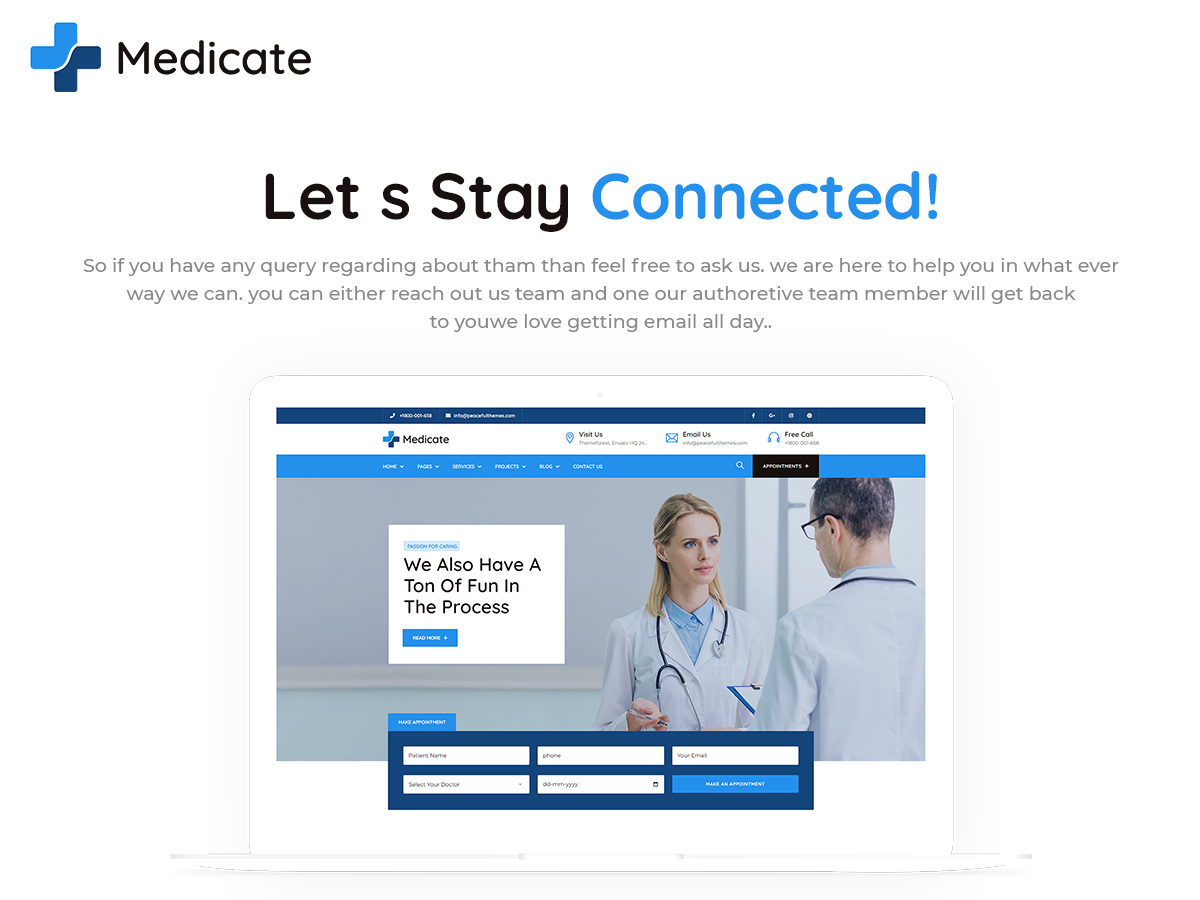 Medicate
Let s Stay Connected!
So if you have any query regarding about tham than feel free to ask us. we are here to help you in what ever
way we can. you can either reach out us team and one our authoretive team member will get back
to youwe love getting email all day..
+1800-001-658 info@peacefulthemes.com
Medicate
Visit Us
Themeforest, Envato HQ 24...
Email Us
info@peacefulthemes.com
Free Call
+1800-001-658
HOME PAGES SERVICES PROJECTS BLOG CONTACT US APPOINTMENTS +
PASSION FOR CARING
We Also Have A
Ton Of Fun In
The Process
READ MORE +
MAKE APPOINTMENT
Patient Name phone Your Email
Select Your Doctor dd-mm-yyyy MAKE AN APPOINTMENT